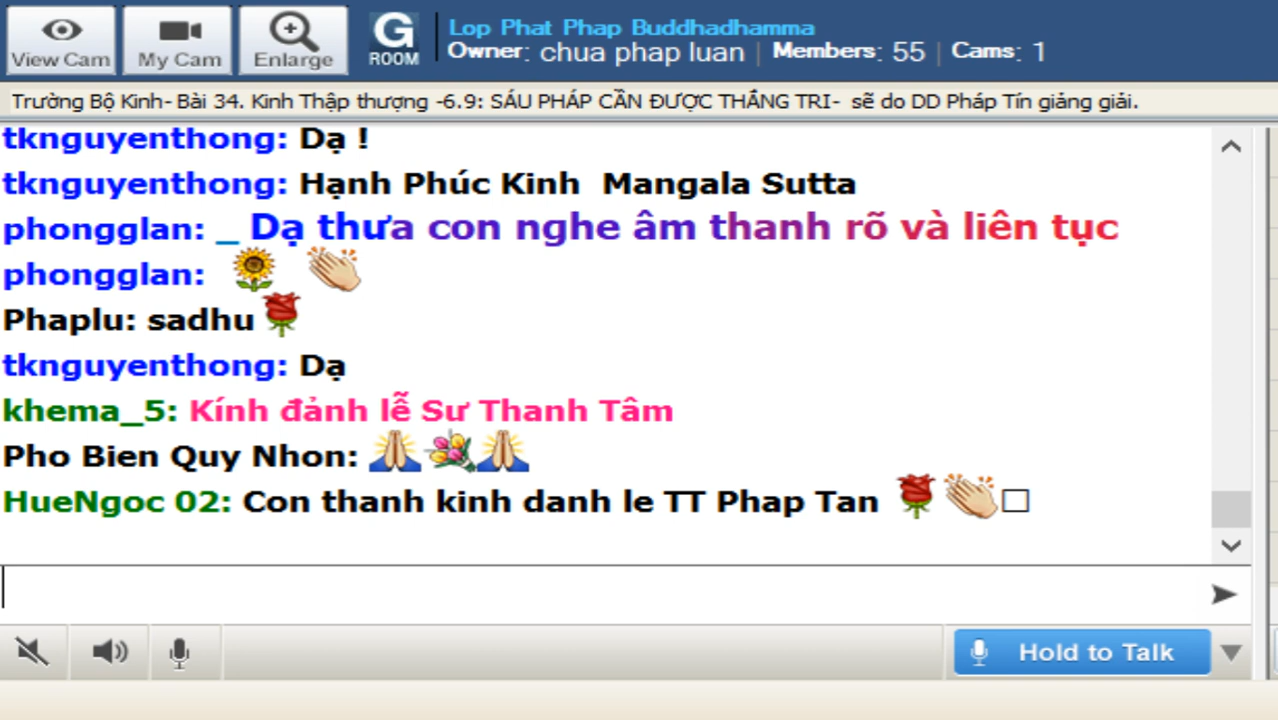 View Cam My Cam Enlarge G ROOM Lop Phat Phap Buddhadhamma
Owner: chua phap luan | Members: 55 | Cams: 1
Trường Bộ Kinh- Bài 34. Kinh Thập thượng -6.9: SÁU PHÁP CẦN ĐƯỢC THẮNG TRI- sẽ do DD Pháp Tín giảng giải.
tknguyenthong: Dạ !
tknguyenthong: Hạnh Phúc Kinh Mangala Sutta
phongglan: _ Dạ thưa con nghe âm thanh rõ và liên tục
phongglan:
Phaplu: sadhu
tknguyenthong: Dạ
khema_5: Kính đảnh lễ Sư Thanh Tâm
Pho Bien Quy Nhon:
HueNgoc 02: Con thanh kinh danh le TT Phap Tan
Hold to Talk